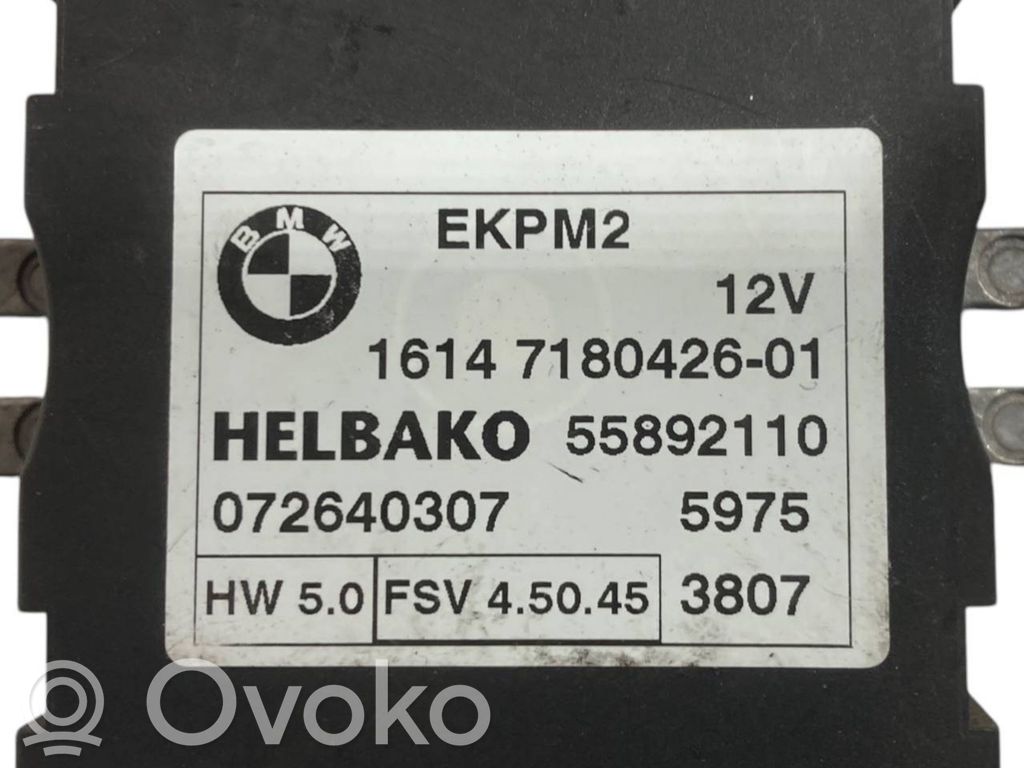 BMW
EKPM2
12V
1614 7180426-01
HELBAKO 55892110
072640307 5975
HW 5.0 FSV 4.50.45 3807
Ovoko